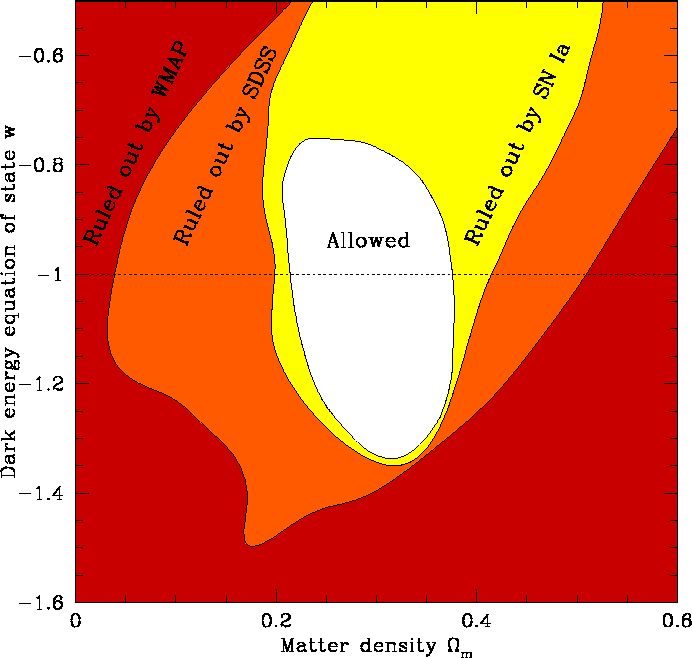 Dark energy equation of state w
−0.6
−0.8
−1
−1.2
−1.4
−1.6
Ruled out by WMAP
Ruled out by SDSS
Ruled out by SN Ia
Allowed
0
0.2
0.4
0.6
Matter density Ωm